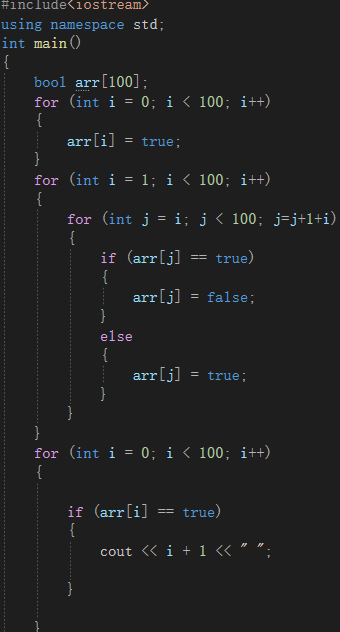 #include<iostream>
using namespace std;
int main()
{
bool arr[100];
for (int i = 0; i < 100; i++)
{
arr[i] = true;
}
for (int i = 1; i < 100; i++)
{
for (int j = i; j < 100; j=j+1+i)
{
if (arr[j] == true)
{
arr[j] = false;
}
else
{
arr[j] = true;
}
}
}
for (int i = 0; i < 100; i++)
{
if (arr[i] == true)
{
cout << i + 1 << " ";
}
}